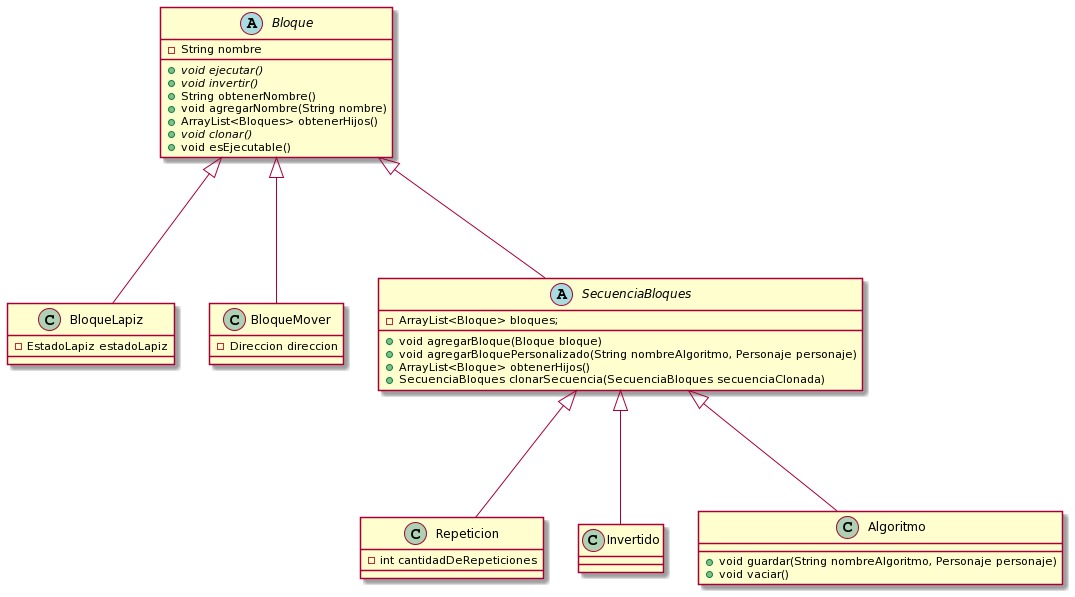 A Bloque
String nombre
void ejecutar()
void invertir()
String obtenerNombre()
void agregarNombre(String nombre)
ArrayList<Bloques> obtenerHijos()
void clonar()
void esEjecutable()
C BloqueLapiz
EstadoLapiz estadoLapiz
C BloqueMover
Direccion direccion
A SecuenciaBloques
ArrayList<Bloque> bloques;
void agregarBloque(Bloque bloque)
void agregarBloquePersonalizado(String nombreAlgoritmo, Personaje personaje)
ArrayList<Bloque> obtenerHijos()
SecuenciaBloques clonarSecuencia(SecuenciaBloques secuenciaClonada)
C Repeticion
int cantidadDeRepeticiones
C Invertido
C Algoritmo
void guardar(String nombreAlgoritmo, Personaje personaje)
void vaciar()